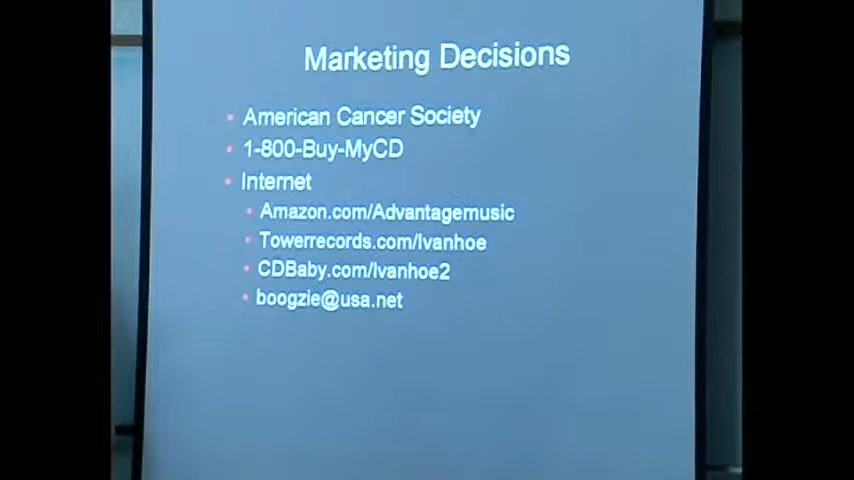 Marketing Decisions
• American Cancer Society
• 1-800-Buy-MyCD
• Internet
• Amazon.com/Advantagemusic
• Towerrecords.com/Ivanhoe
• CDBaby.com/Ivanhoe2
• boogzie@usa.net